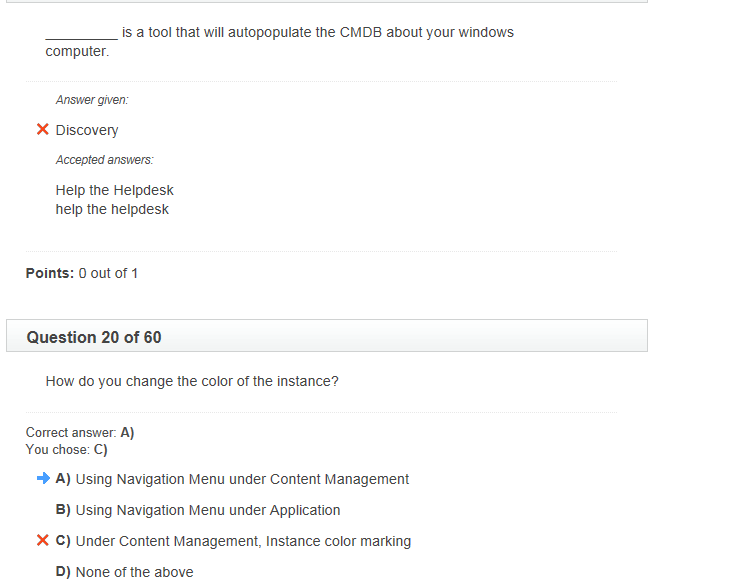 _________ is a tool that will autopopulate the CMDB about your windows
computer.
Answer given:
Discovery
Accepted answers:
Help the Helpdesk
help the helpdesk
Points: 0 out of 1
Question 20 of 60
How do you change the color of the instance?
Correct answer: A)
You chose: C)
A) Using Navigation Menu under Content Management
B) Using Navigation Menu under Application
C) Under Content Management, Instance color marking
D) None of the above